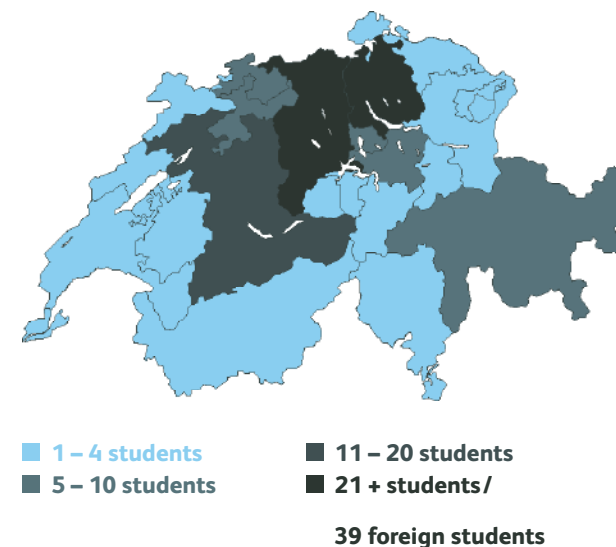 1 – 4 students
5 – 10 students
11 – 20 students
21 + students/
39 foreign students